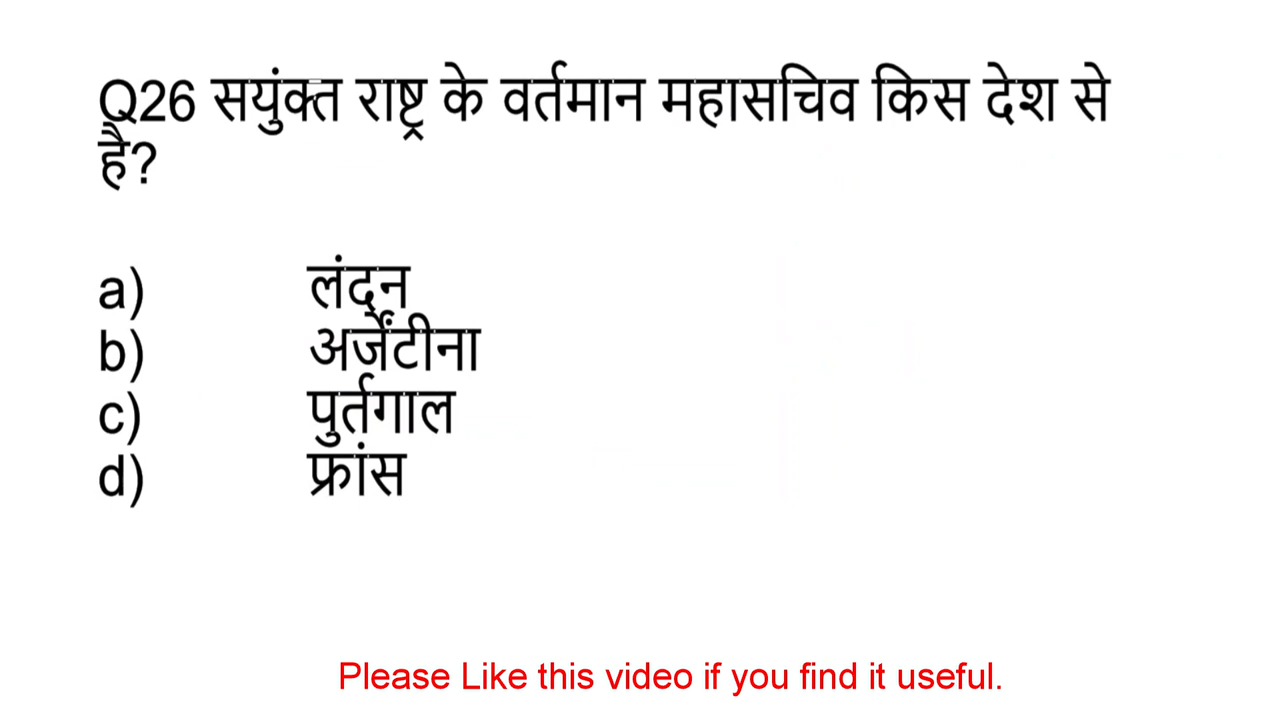 Q26 सयुंक्त राष्ट्र के वर्तमान महासचिव किस देश से
है?
a) लंदन
b) अर्जेंटीना
c) पुर्तगाल
d) फ्रांस
Please Like this video if you find it useful.